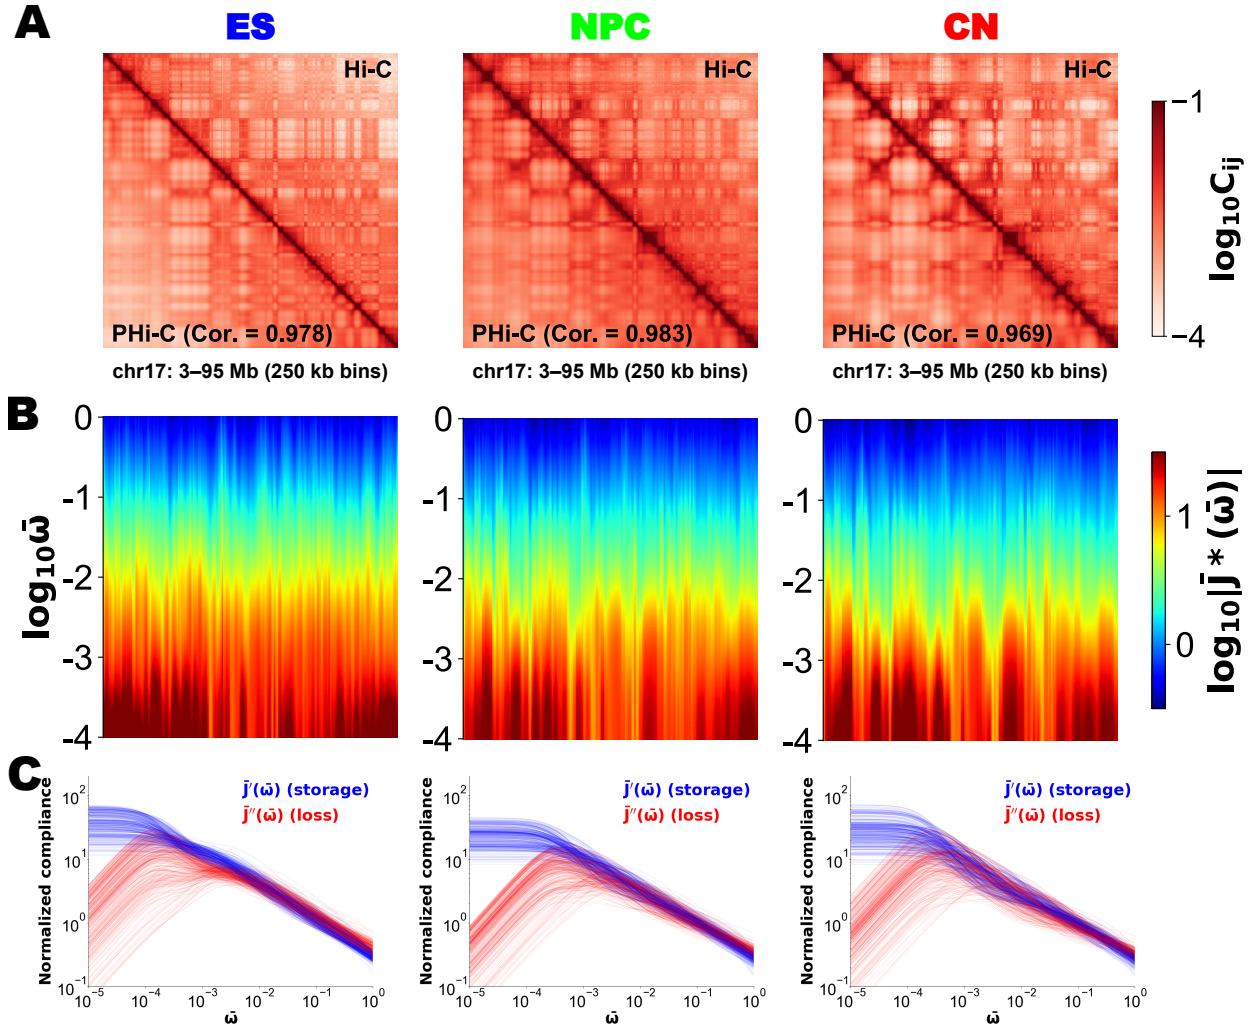 A
ES
NPC
CN
Hi-C
Hi-C
Hi-C
PHi-C (Cor. = 0.978)
PHi-C (Cor. = 0.983)
PHi-C (Cor. = 0.969)
chr17: 3–95 Mb (250 kb bins)
chr17: 3–95 Mb (250 kb bins)
chr17: 3–95 Mb (250 kb bins)
−1
−4
log₁₀Cᵢⱼ
B
log₁₀ω̄
0
-1
-2
-3
-4
0
-1
-2
-3
-4
0
-1
-2
-3
-4
1
0
log₁₀|J̄*(ω̄)|
C
Normalized compliance
10²
10¹
10⁰
10⁻¹
J̄′(ω̄) (storage)
J̄′′(ω̄) (loss)
10⁻⁵
10⁻⁴
10⁻³
10⁻²
10⁻¹
10⁰
ω̄
Normalized compliance
10²
10¹
10⁰
10⁻¹
J̄′(ω̄) (storage)
J̄′′(ω̄) (loss)
10⁻⁵
10⁻⁴
10⁻³
10⁻²
10⁻¹
10⁰
ω̄
Normalized compliance
10²
10¹
10⁰
10⁻¹
J̄′(ω̄) (storage)
J̄′′(ω̄) (loss)
10⁻⁵
10⁻⁴
10⁻³
10⁻²
10⁻¹
10⁰
ω̄